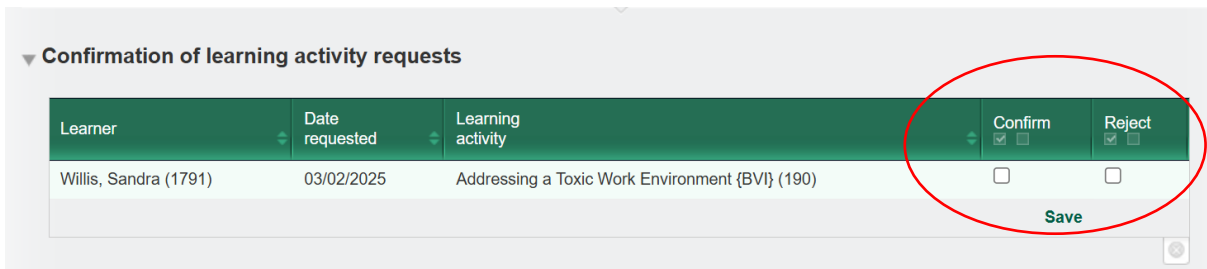 Confirmation of learning activity requests
Learner
Date requested
Learning activity
Confirm
Reject
Willis, Sandra (1791)
03/02/2025
Addressing a Toxic Work Environment {BVI} (190)
Save